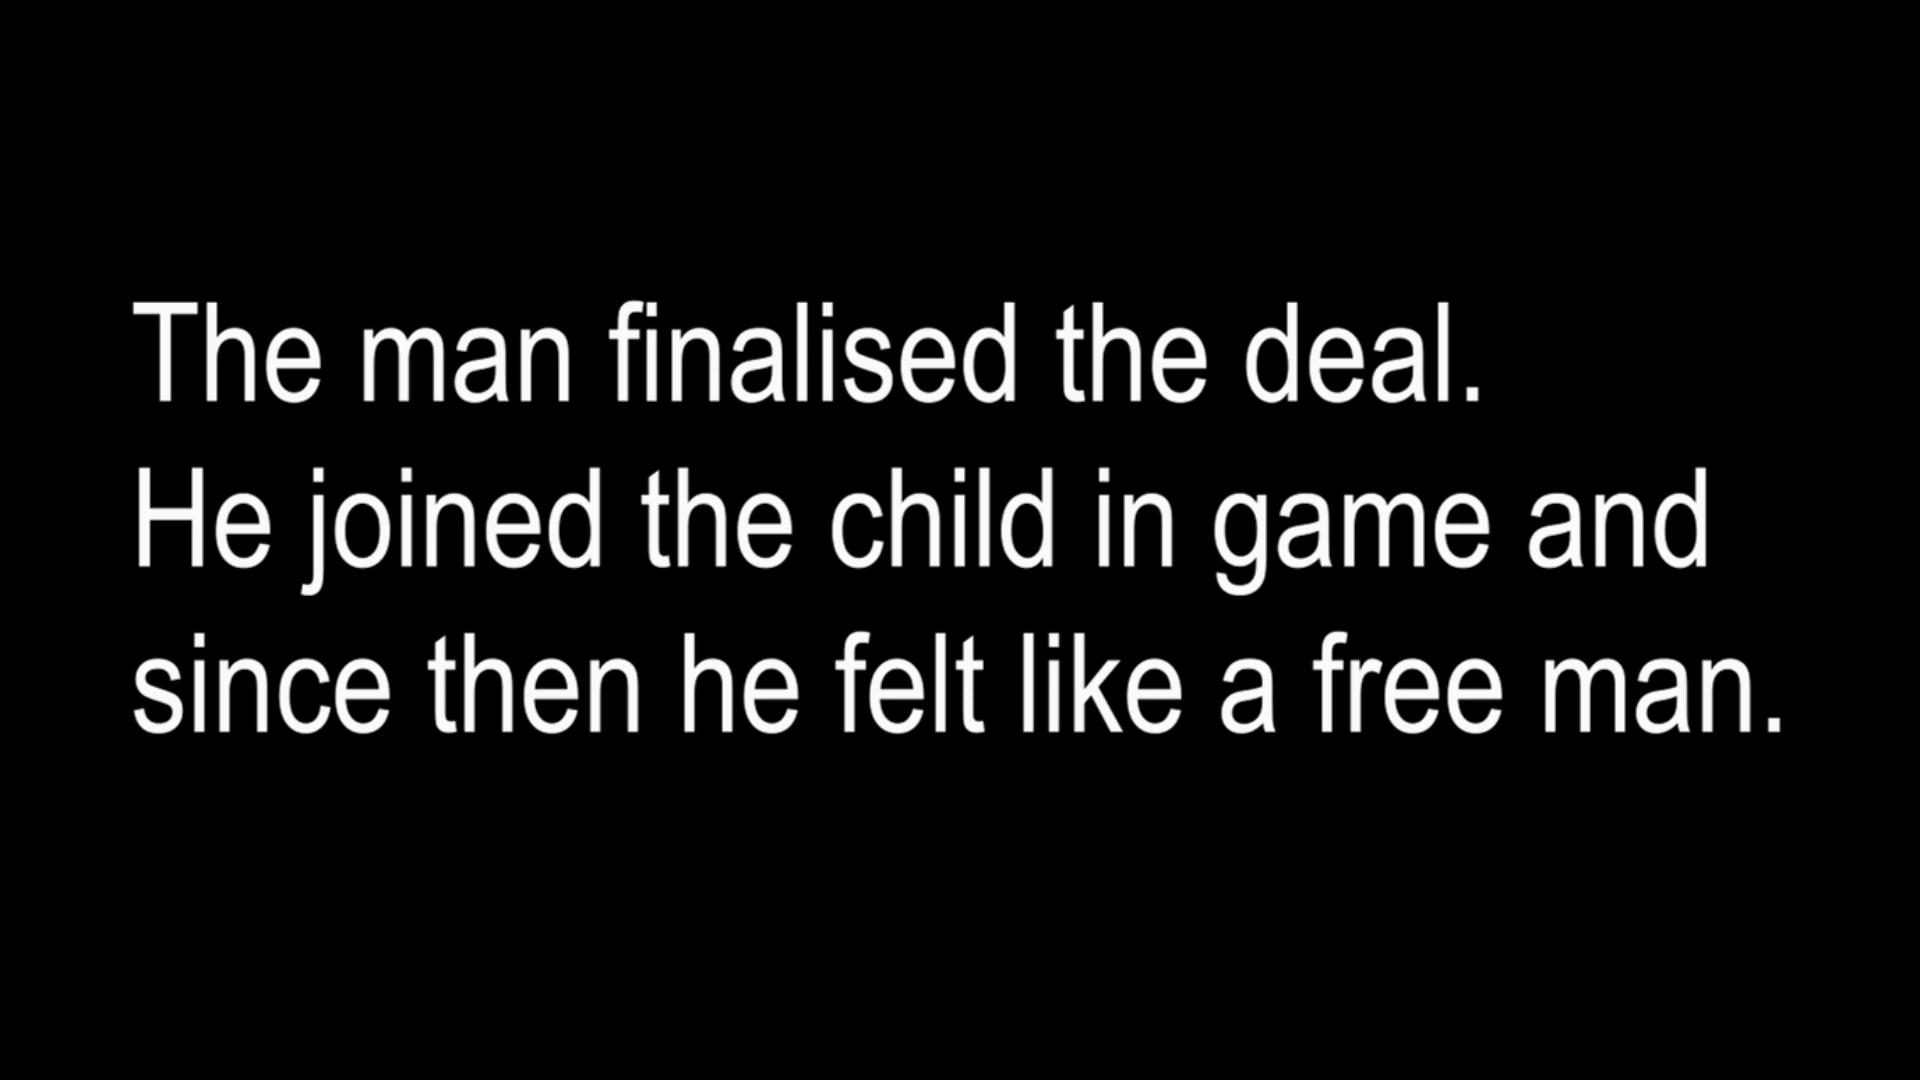 The man finalised the deal.
He joined the child in game and
since then he felt like a free man.